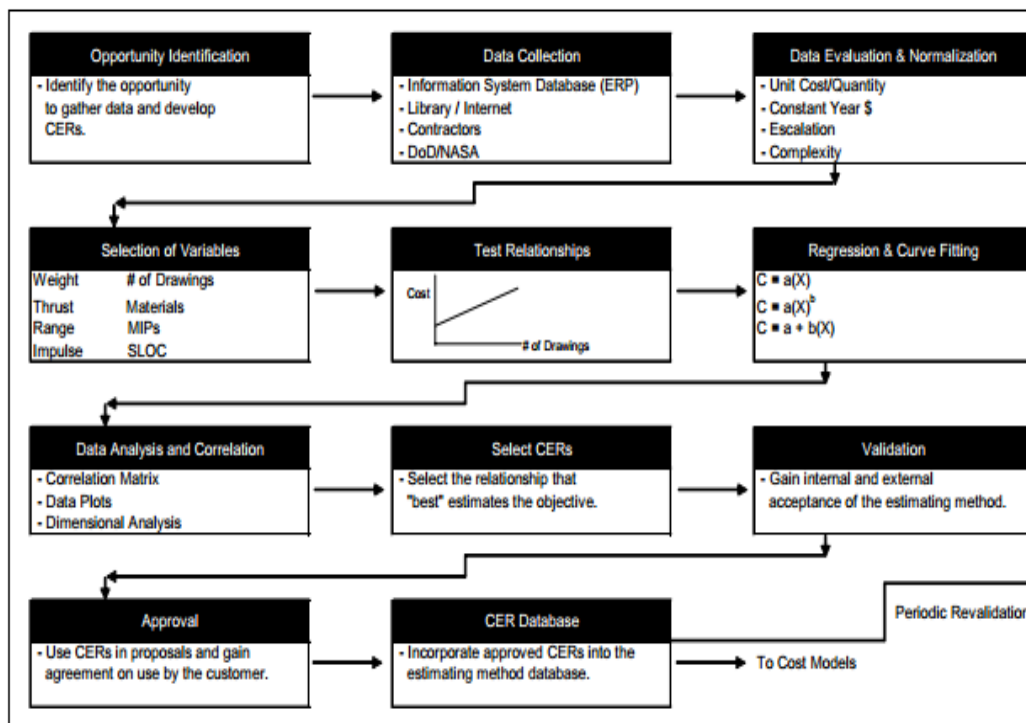 Opportunity Identification
- Identify the opportunity
to gather data and develop
CERs.
Data Collection
- Information System Database (ERP)
- Library / Internet
- Contractors
- DoD/NASA
Data Evaluation & Normalization
- Unit Cost/Quantity
- Constant Year $
- Escalation
- Complexity
Selection of Variables
Weight # of Drawings
Thrust Materials
Range MIPs
Impulse SLOC
Test Relationships
Cost
# of Drawings
Regression & Curve Fitting
C = a(X)
C = a(X)^b
C = a + b(X)
Data Analysis and Correlation
- Correlation Matrix
- Data Plots
- Dimensional Analysis
Select CERs
- Select the relationship that
"best" estimates the objective.
Validation
- Gain internal and external
acceptance of the estimating method.
Approval
- Use CERs in proposals and gain
agreement on use by the customer.
CER Database
- Incorporate approved CERs into the
estimating method database.
Periodic Revalidation
To Cost Models